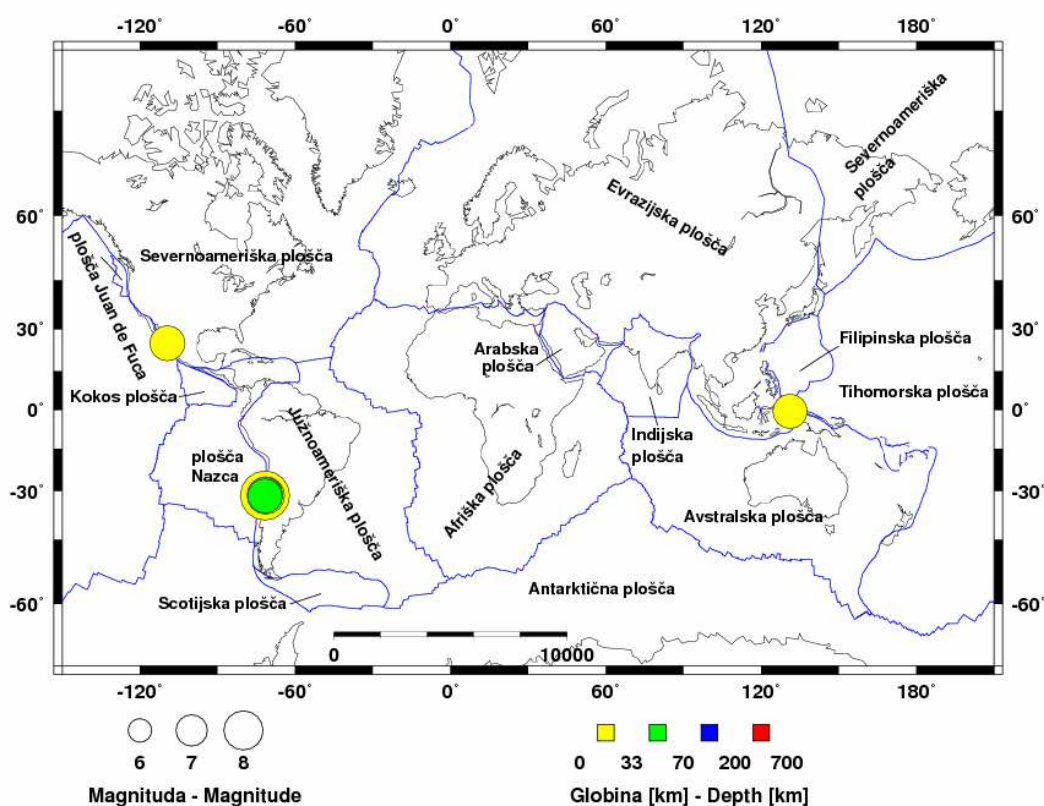 -120° -60° 0° 60° 120° 180°
Severnoameriška
plošča
Evrazijska plošča
60° 60°
plošča Juan de Fuca
Severnoameriška plošča
30° 30°
Filipinska plošča
Arabska
plošča
Kokos plošča
Tihomorska plošča
0° 0°
Južnoameriška plošča
Indijska
plošča
plošča
Nazca
Afriška plošča
-30° -30°
Avstralska plošča
Antarktična plošča
-60° -60°
Scotijska plošča
0 10000
-120° -60° 0° 60° 120° 180°
6 7 8
0 33 70 200 700
Magnituda - Magnitude
Globina [km] - Depth [km]